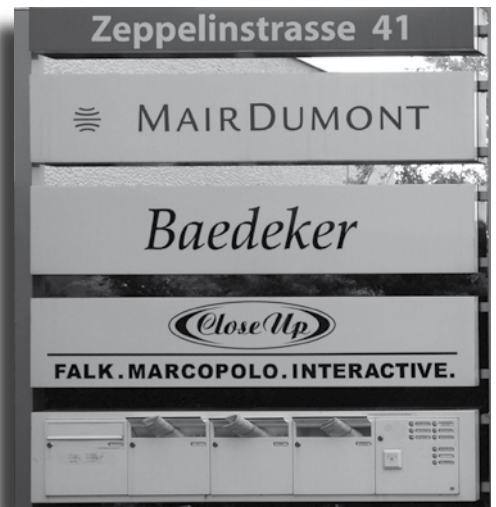 Zeppelinstrasse 41
MAIRDUMONT
Baedeker
Close Up
FALK.MARCOPOLO.INTERACTIVE.